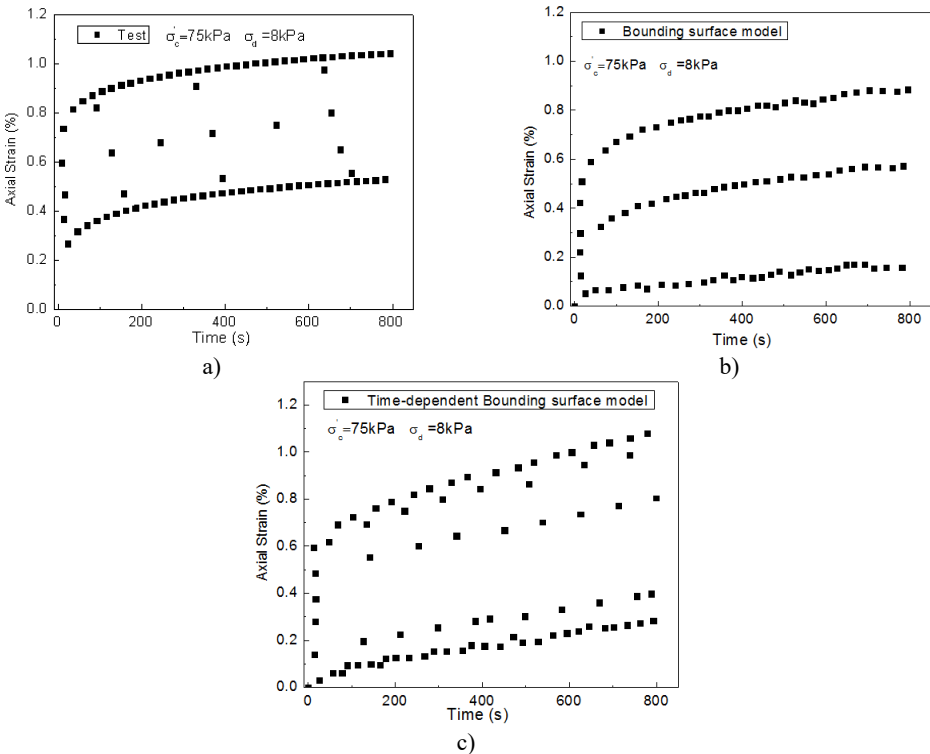 1.2
1.0
0.8
0.6
0.4
0.2
0.0
Axial Strain (%)
Test σ'c=75kPa σd=8kPa
0 200 400 600 800
Time (s)
a)
1.2
1.0
0.8
0.6
0.4
0.2
0.0
Axial Strain (%)
Bounding surface model
σ'c=75kPa σd=8kPa
0 200 400 600 800
Time (s)
b)
1.2
1.0
0.8
0.6
0.4
0.2
0.0
Axial Strain (%)
Time-dependent Bounding surface model
σ'c=75kPa σd=8kPa
0 200 400 600 800
Time (s)
c)